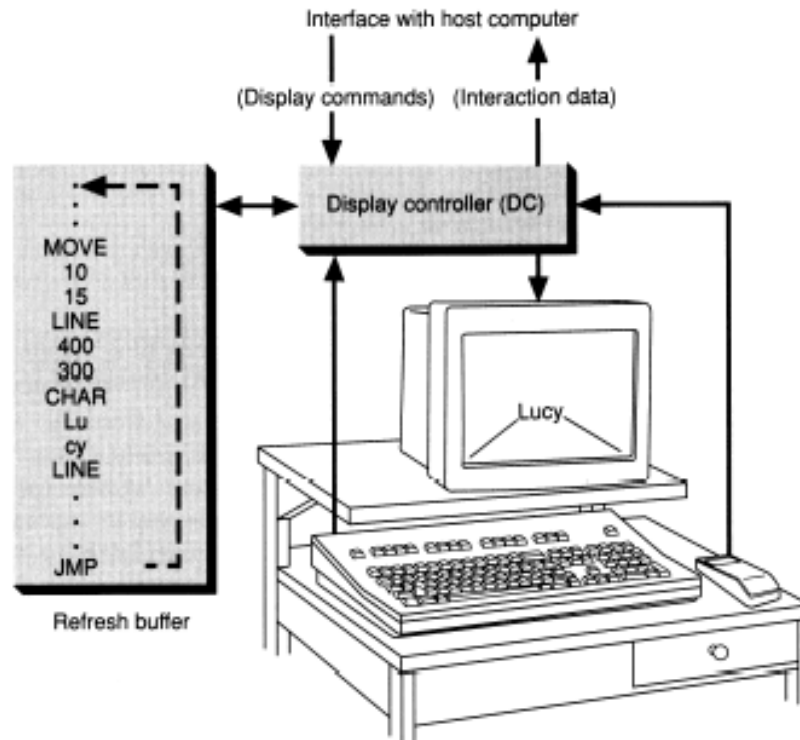 Interface with host computer
(Display commands) (Interaction data)
Display controller (DC)
MOVE
10
15
LINE
400
300
CHAR
Lu
cy
LINE
JMP
Refresh buffer
Lucy